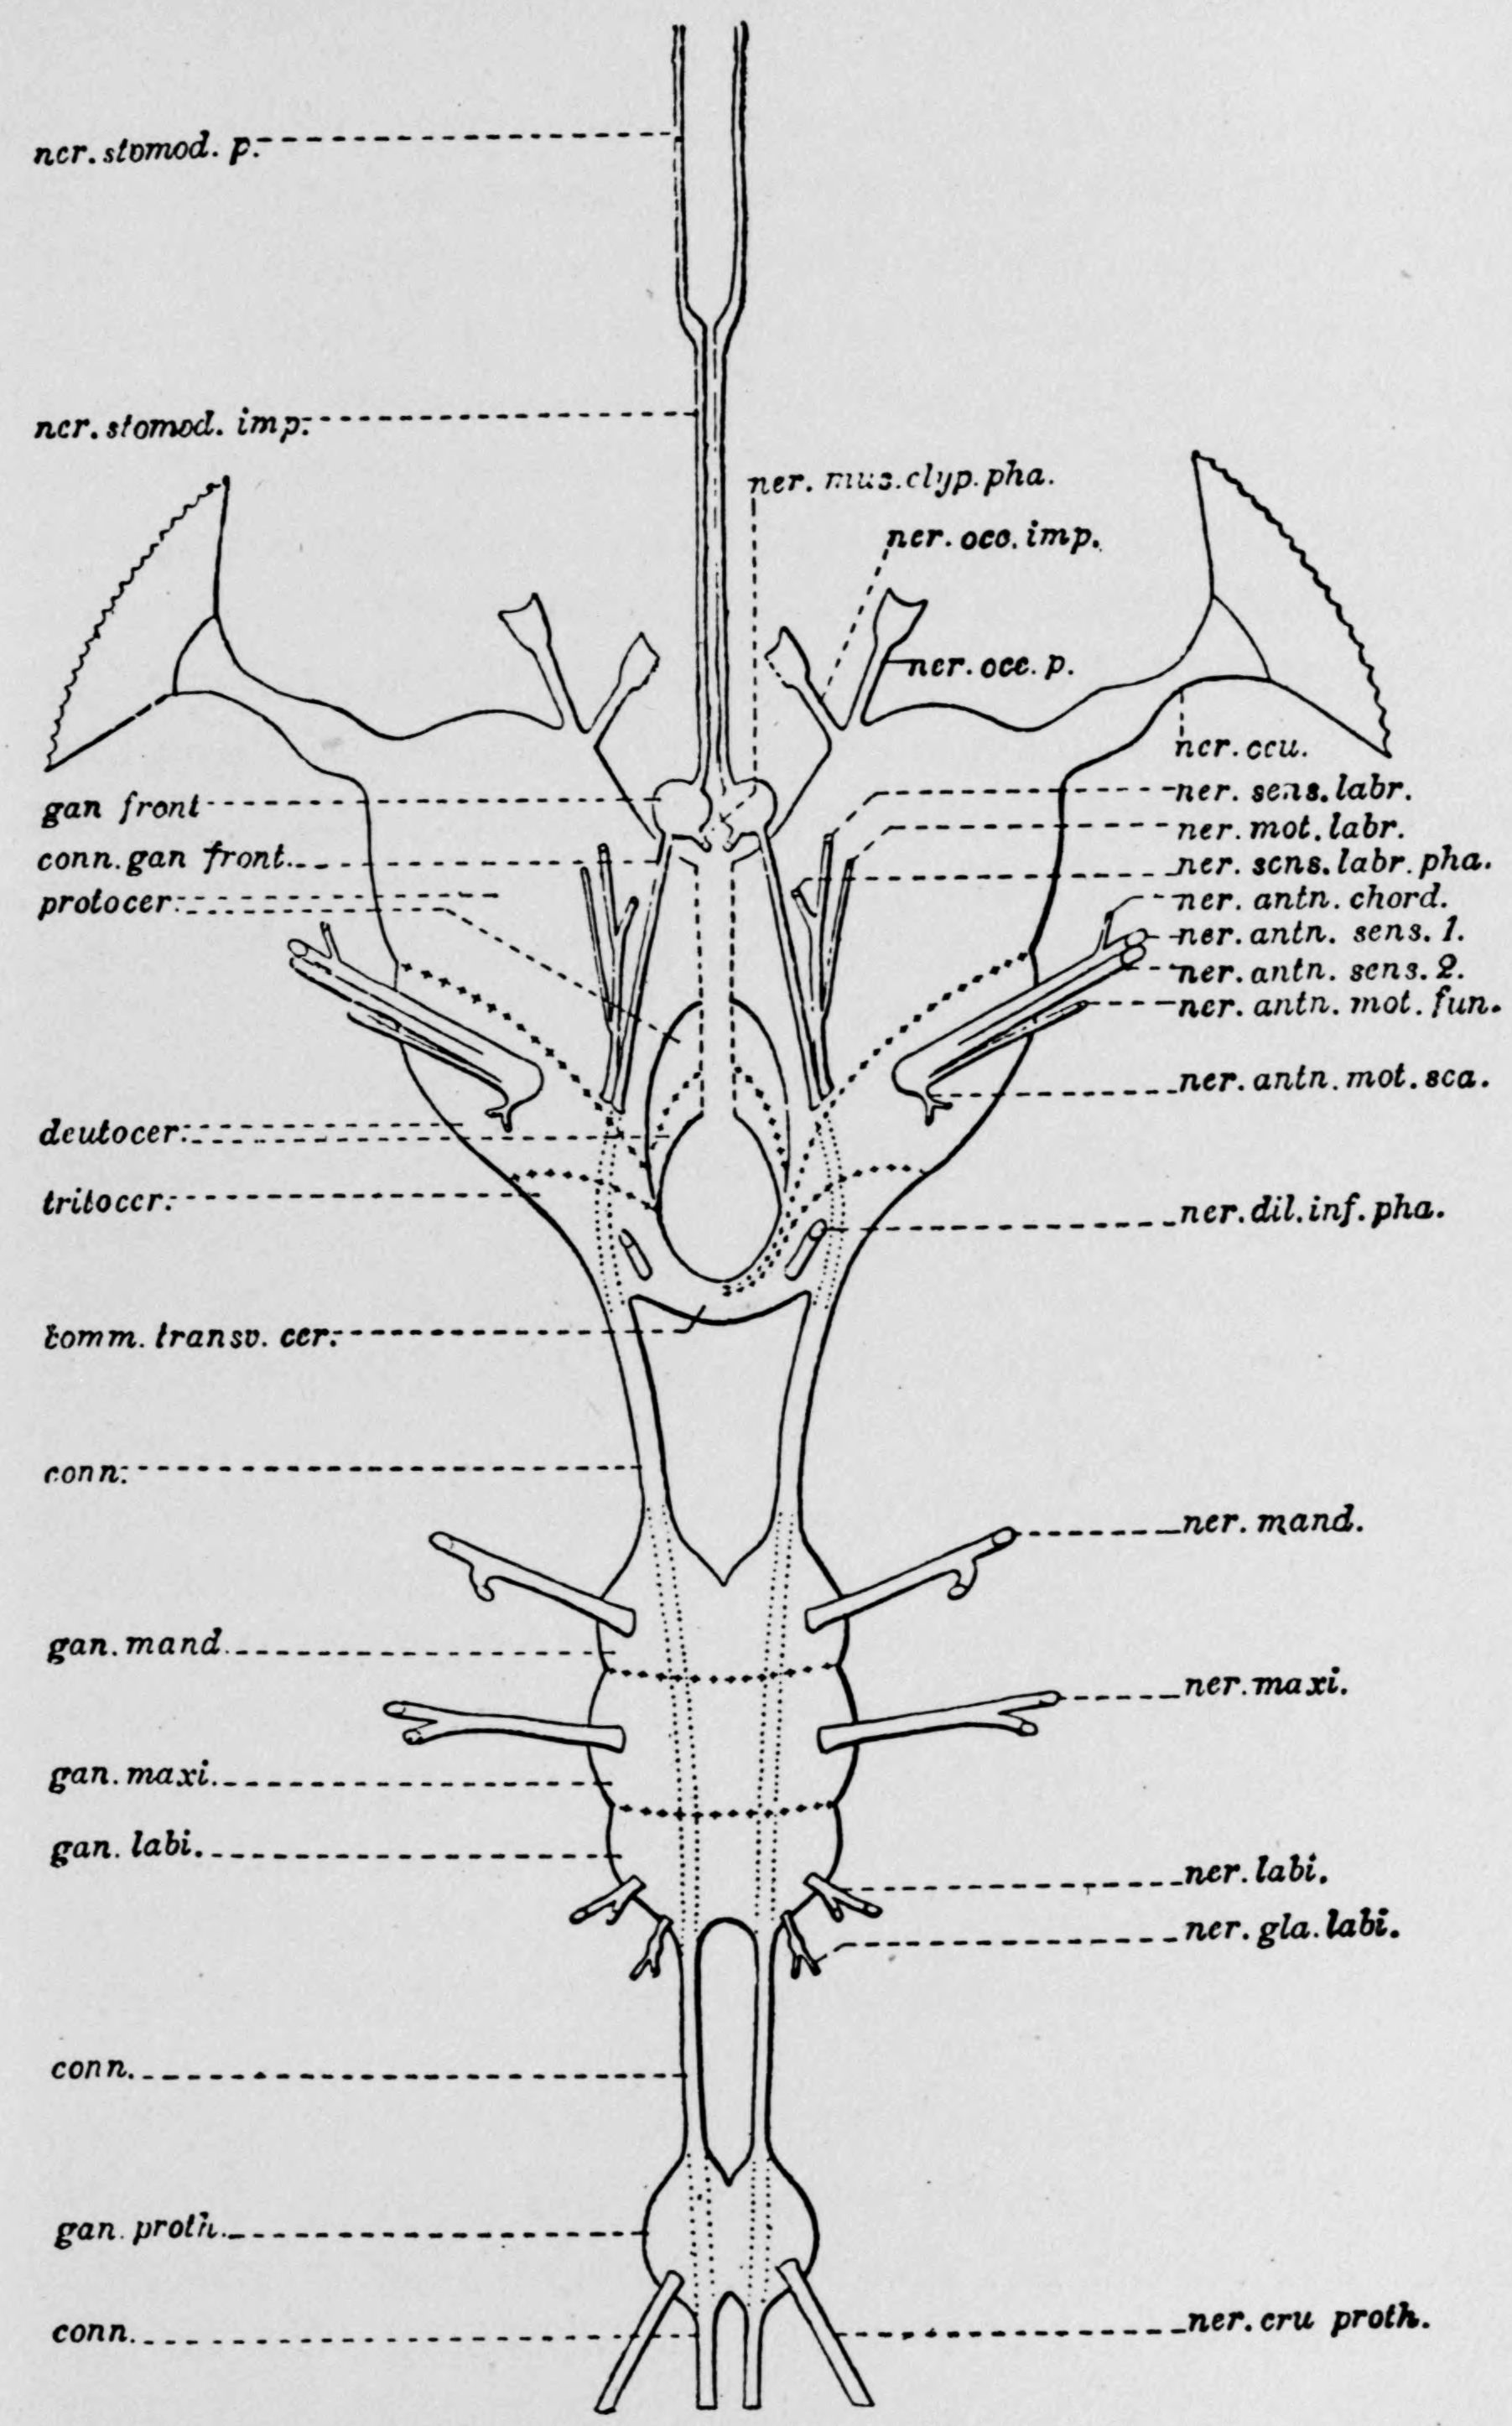 ner. stomod. p.
ner. stomod. imp.
ner. mus. clyp. pha.
ner. occ. imp.
ner. occ. p.
ner. ocu.
gan front
ner. sens. labr.
ner. mot. labr.
conn. gan front.
ner. sens. labr. pha.
protocer.
ner. antn. chord.
ner. antn. sens. 1.
ner. antn. sens. 2.
ner. antn. mot. fun.
ner. antn. mot. sca.
deutocer.
tritocer.
ner. dil. inf. pha.
comm. transv. cer.
conn.
ner. mand.
gan. mand.
ner. maxi.
gan. maxi.
gan. labi.
ner. labi.
ner. gla. labi.
conn.
gan. proth.
conn.
ner. cru proth.